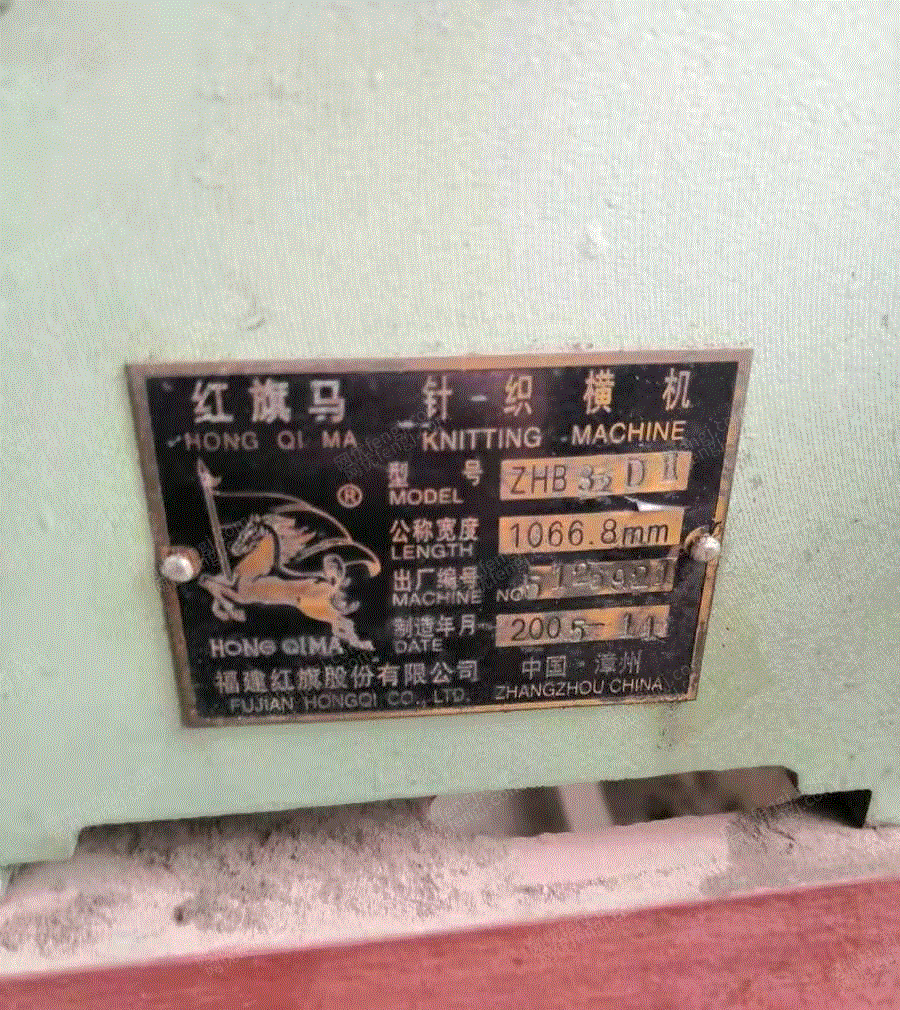 红旗马 针织横机
HONG QI MA KNITTING MACHINE
型 号 ZHB 32 D II
MODEL
®
公称宽度 1066.8mm
LENGTH
出厂编号
MACHINE NO
制造年月 2005-
DATE
HONG QIMA
福建红旗股份有限公司 中国·漳州
FUJIAN HONGQI CO., LTD. ZHANGZHOU CHINA